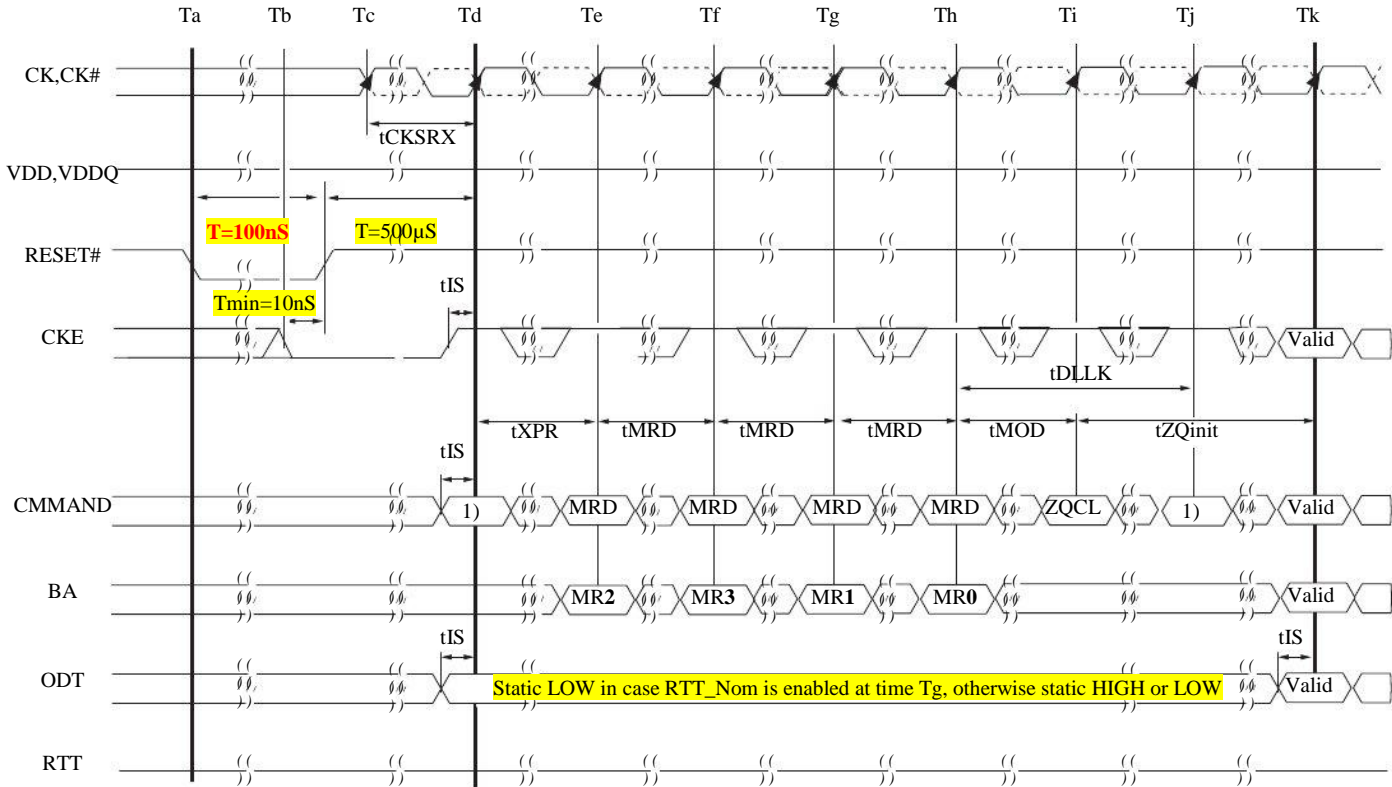 Ta Tb Tc Td Te Tf Tg Th Ti Tj Tk
CK,CK#
tCKSRX
VDD,VDDQ
T=100nS T=500µS
RESET#
Tmin=10nS tIS
CKE Valid
tDLLK
tXPR tMRD tMRD tMRD tMOD tZQinit
tIS
CMMAND 1) MRD MRD MRD MRD ZQCL 1) Valid
BA MR2 MR3 MR1 MR0 Valid
tIS tIS
ODT Static LOW in case RTT_Nom is enabled at time Tg, otherwise static HIGH or LOW Valid
RTT